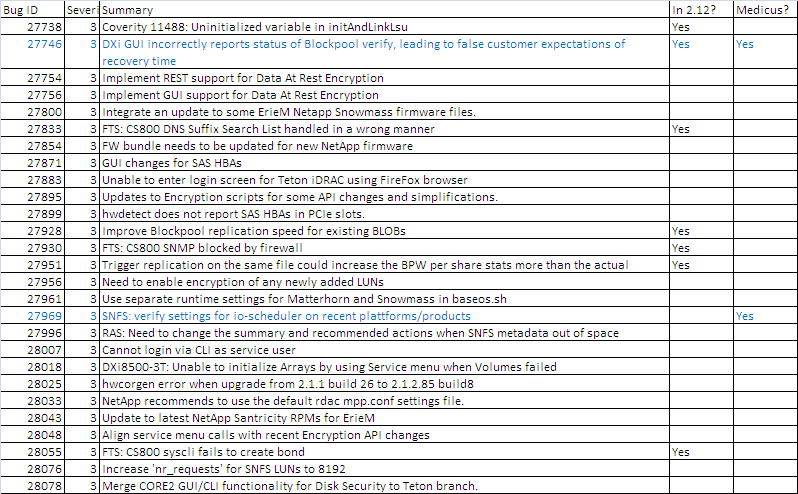 Bug ID Severi Summary In 2.12? Medicus?
27738 3 Coverity 11488: Uninitialized variable in initAndLinkLsu Yes
27746 3 DXi GUI incorrectly reports status of Blockpool verify, leading to false customer expectations of Yes Yes
recovery time
27754 3 Implement REST support for Data At Rest Encryption
27756 3 Implement GUI support for Data At Rest Encryption
27800 3 Integrate an update to some ErieM Netapp Snowmass firmware files.
27833 3 FTS: CS800 DNS Suffix Search List handled in a wrong manner Yes
27854 3 FW bundle needs to be updated for new NetApp firmware
27871 3 GUI changes for SAS HBAs
27883 3 Unable to enter login screen for Teton iDRAC using FireFox browser
27895 3 Updates to Encryption scripts for some API changes and simplifications.
27899 3 hwdetect does not report SAS HBAs in PCIe slots.
27928 3 Improve Blockpool replication speed for existing BLOBs Yes
27930 3 FTS: CS800 SNMP blocked by firewall Yes
27951 3 Trigger replication on the same file could increase the BPW per share stats more than the actual Yes
27956 3 Need to enable encryption of any newly added LUNs
27961 3 Use separate runtime settings for Matterhorn and Snowmass in baseos.sh
27969 3 SNFS: verify settings for io-scheduler on recent plattforms/products Yes
27996 3 RAS: Need to change the summary and recommended actions when SNFS metadata out of space
28007 3 Cannot login via CLI as service user
28018 3 DXi8500-3T: Unable to initialize Arrays by using Service menu when Volumes failed
28025 3 hwcorgen error when upgrade from 2.1.1 build 26 to 2.1.2.85 build8
28033 3 NetApp recommends to use the default rdac mpp.conf settings file.
28043 3 Update to latest NetApp Santricity RPMs for ErieM
28048 3 Align service menu calls with recent Encryption API changes
28055 3 FTS: CS800 syscli fails to create bond Yes
28076 3 Increase 'nr_requests' for SNFS LUNs to 8192
28078 3 Merge CORE2 GUI/CLI functionality for Disk Security to Teton branch.